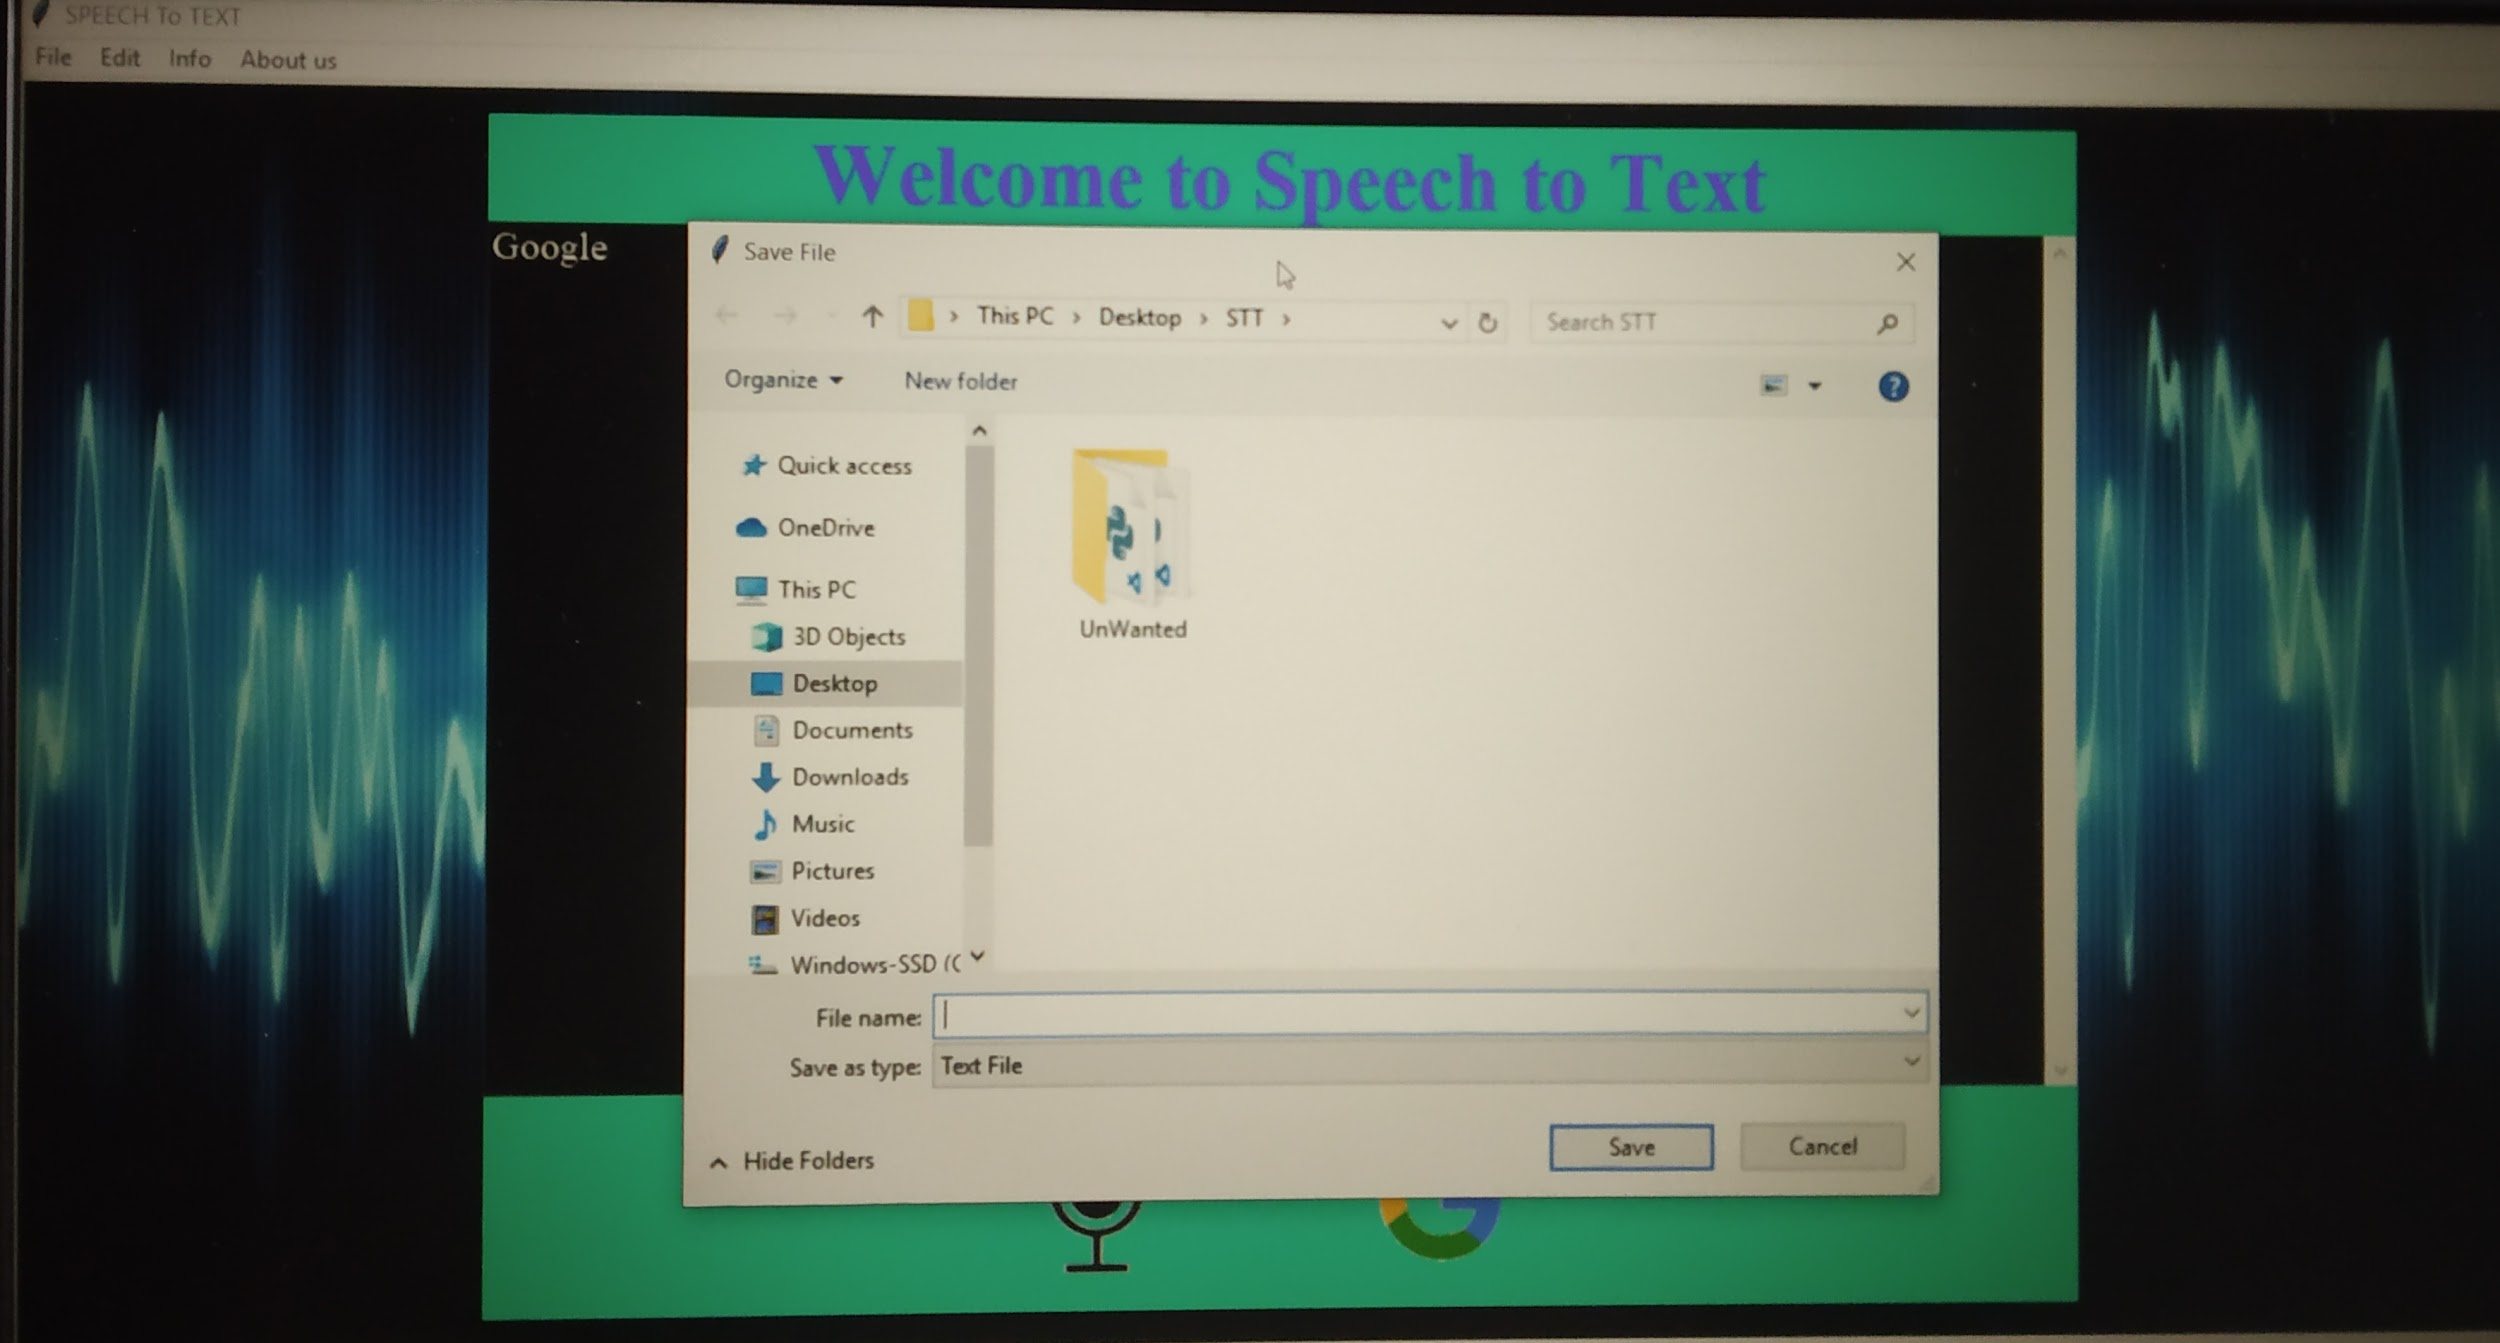 SPEECH To TEXT
File Edit Info About us
Welcome to Speech to Text
Google
Save File
This PC > Desktop > STT >
Search STT
Organize
New folder
Quick access
OneDrive
This PC
3D Objects
Desktop
Documents
Downloads
Music
Pictures
Videos
Windows-SSD (C
UnWanted
File name:
Save as type: Text File
Hide Folders
Save
Cancel